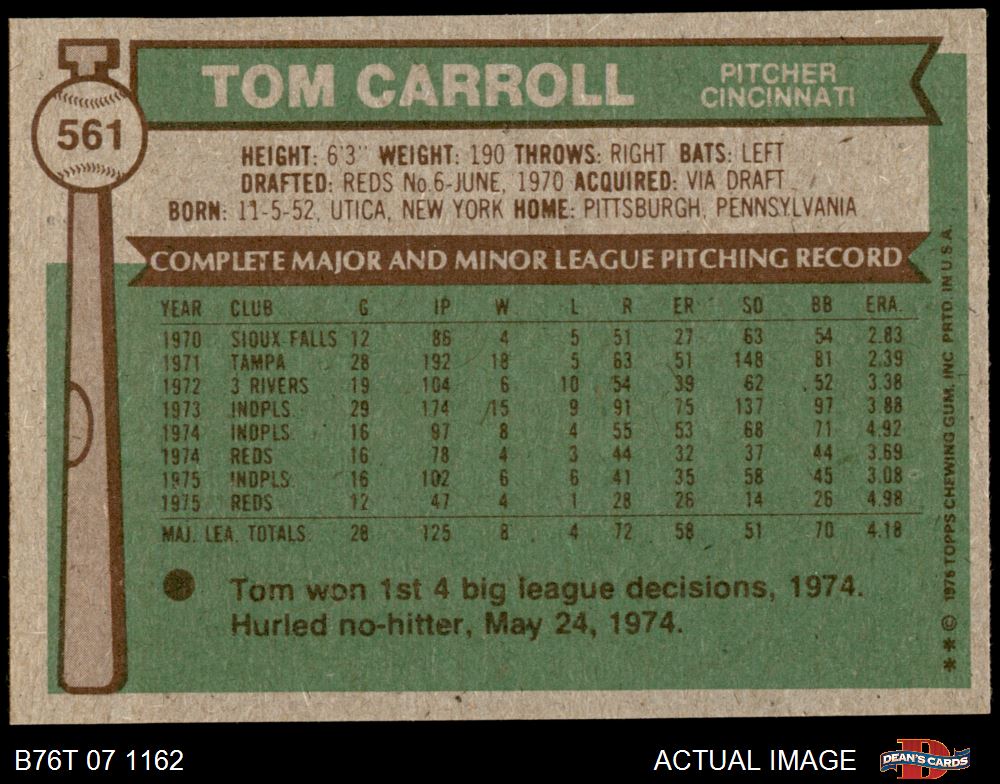 561
TOM CARROLL
PITCHER
CINCINNATI
HEIGHT: 6'3" WEIGHT: 190 THROWS: RIGHT BATS: LEFT
DRAFTED: REDS No.6-JUNE, 1970 ACQUIRED: VIA DRAFT
BORN: 11-5-52, UTICA, NEW YORK HOME: PITTSBURGH, PENNSYLVANIA
COMPLETE MAJOR AND MINOR LEAGUE PITCHING RECORD
YEAR CLUB G IP W L R ER SO BB ERA.
1970 SIOUX FALLS 12 86 4 5 51 27 63 54 2.83
1971 TAMPA 28 192 18 5 63 51 148 81 2.39
1972 3 RIVERS 19 104 6 10 54 39 62 52 3.38
1973 INDPLS. 29 174 15 9 91 75 137 97 3.88
1974 INDPLS. 16 97 8 4 55 53 68 71 4.92
1974 REDS 16 78 4 3 44 32 37 44 3.69
1975 INDPLS. 16 102 6 6 41 35 58 45 3.08
1975 REDS 12 47 4 1 28 26 14 26 4.98
MAJ. LEA. TOTALS 28 125 8 4 72 58 51 70 4.18
Tom won 1st 4 big league decisions, 1974.
Hurled no-hitter, May 24, 1974.
** © 1976 TOPPS CHEWING GUM, INC. PRTD. IN U.S.A.
B76T 07 1162
ACTUAL IMAGE
D
DEAN'S CARDS